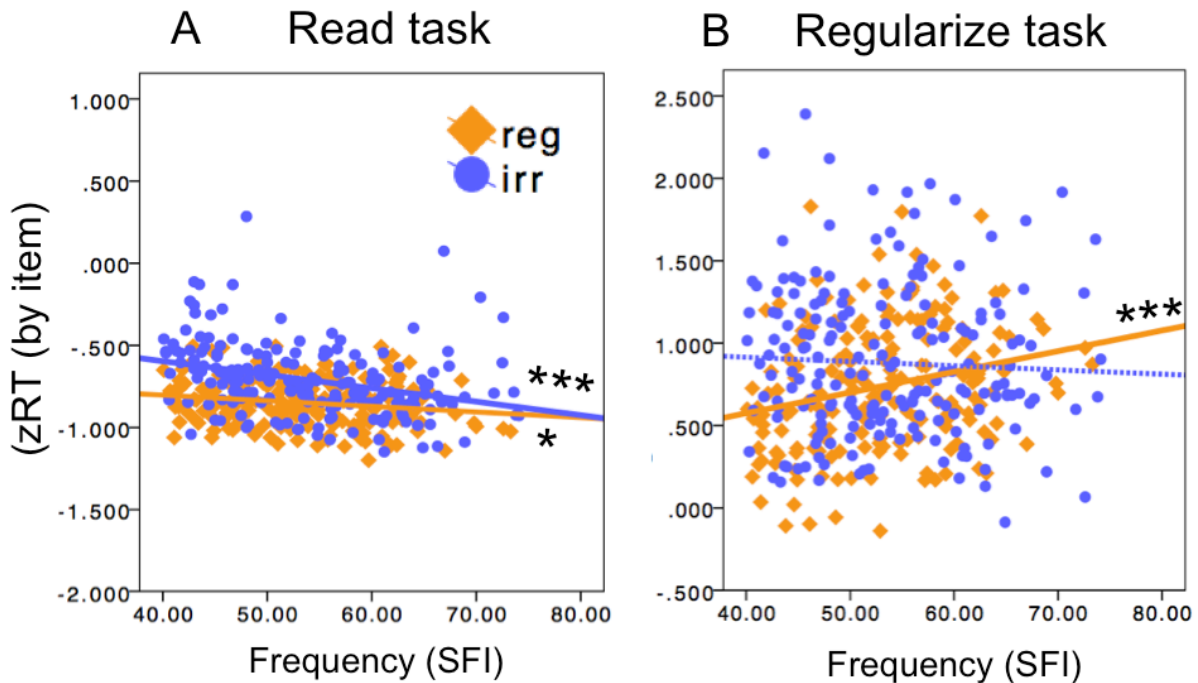 A Read task
B Regularize task
(zRT (by item)
1.000
.500
.000
-.500
-1.000
-1.500
-2.000
reg
irr
***
*
40.00 50.00 60.00 70.00 80.00
Frequency (SFI)
2.500
2.000
1.500
1.000
.500
.000
-.500
***
40.00 50.00 60.00 70.00 80.00
Frequency (SFI)